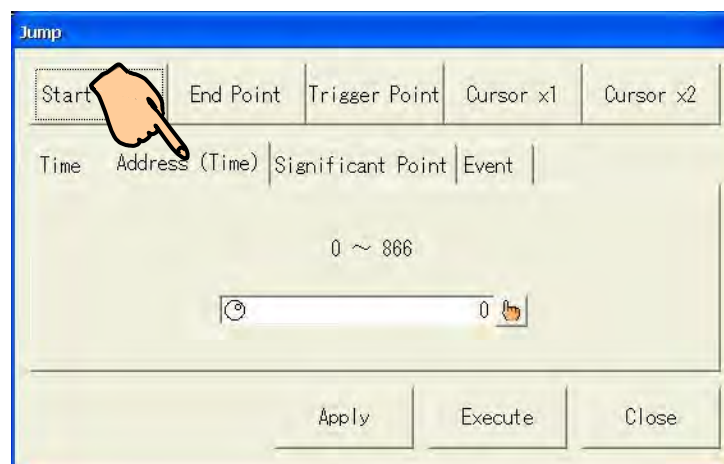 Jump
Start End Point Trigger Point Cursor x1 Cursor x2
Time Address (Time) Significant Point Event
0 ～ 866
0
Apply Execute Close